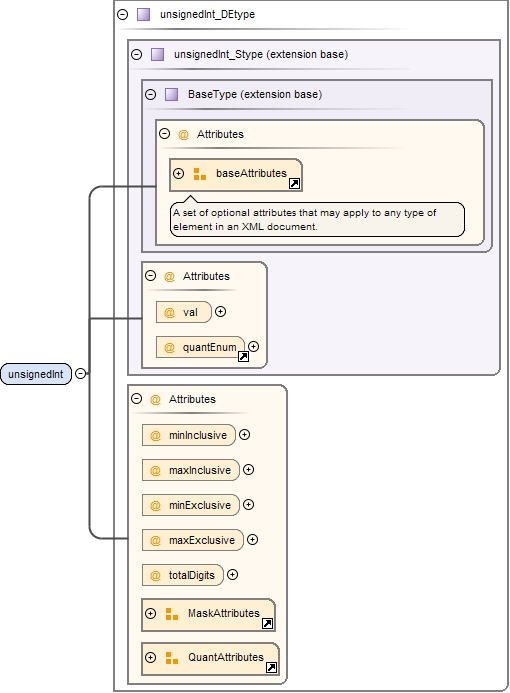 unsignedInt_DEtype
unsignedInt_Stype (extension base)
BaseType (extension base)
@ Attributes
baseAttributes
A set of optional attributes that may apply to any type of
element in an XML document.
@ Attributes
@ val
@ quantEnum
unsignedInt
@ Attributes
@ minInclusive
@ maxInclusive
@ minExclusive
@ maxExclusive
@ totalDigits
MaskAttributes
QuantAttributes